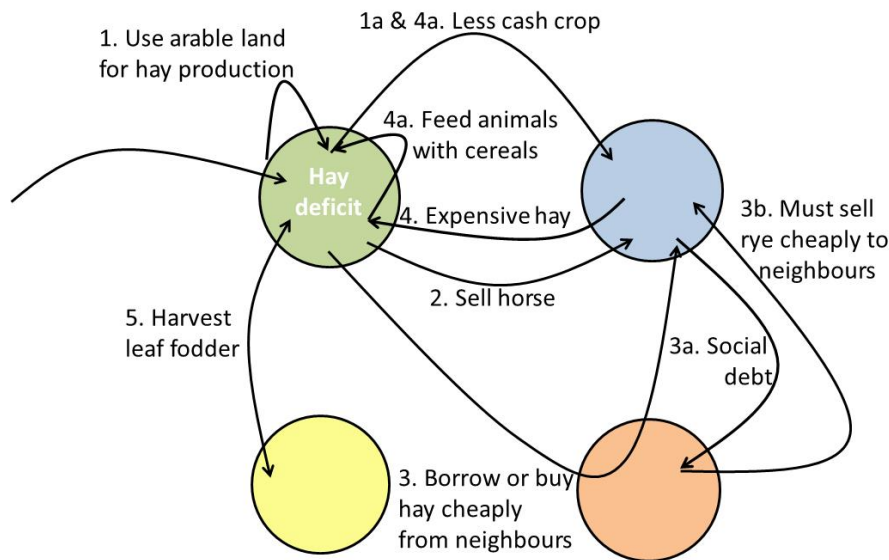 1a & 4a. Less cash crop
1. Use arable land
for hay production
4a. Feed animals
with cereals
Hay
deficit
4. Expensive hay
3b. Must sell
rye cheaply to
neighbours
2. Sell horse
5. Harvest
leaf fodder
3a. Social
debt
3. Borrow or buy
hay cheaply
from neighbours